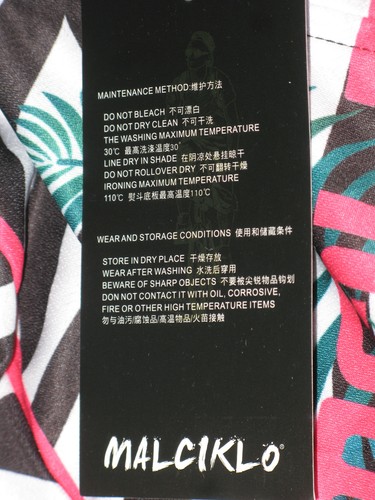 MAINTENANCE METHOD:维护方法
DO NOT BLEACH 不可漂白
DO NOT DRY CLEAN 不可干洗
THE WASHING MAXIMUM TEMPERATURE
30℃ 最高洗涤温度30°
LINE DRY IN SHADE 在阴凉处悬挂晾干
DO NOT ROLLOVER DRY 不可翻转干燥
IRONING MAXIMUM TEMPERATURE
110℃ 熨斗底板最高温度110℃
WEAR AND STORAGE CONDITIONS 使用和储藏条件
STORE IN DRY PLACE 干燥存放
WEAR AFTER WASHING 水洗后穿用
BEWARE OF SHARP OBJECTS 不要被尖锐物品钩划
DON NOT CONTACT IT WITH OIL, CORROSIVE,
FIRE OR OTHER HIGH TEMPERATURE ITEMS
勿与油污/腐蚀品/高温物品/火苗接触
MALCIKLO®